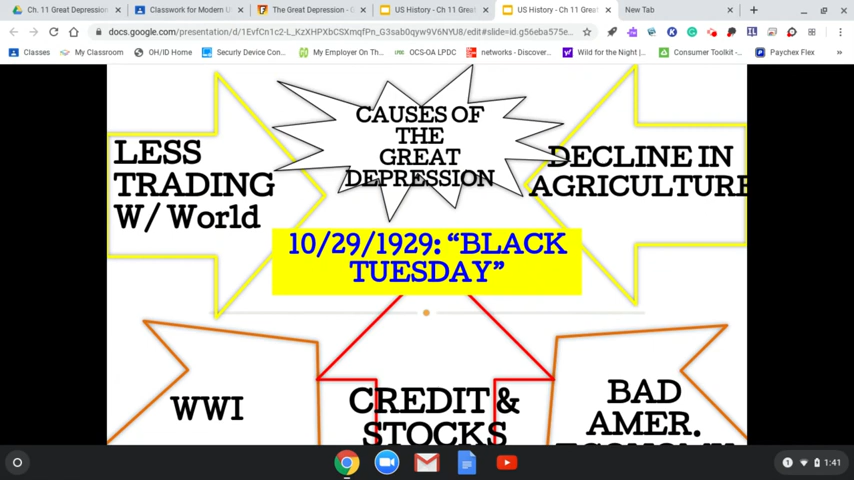 Ch. 11 Great Depression
Classwork for Modern U
The Great Depression - C
US History - Ch 11 Great
US History - Ch 11 Great
New Tab
docs.google.com/presentation/d/1EvfCn1c2-L_KzXHPXbCSXmqfPn_G3sab0qyw9V6NYU8/edit#slide=id.g56eba575e...
Classes
My Classroom
OH/ID Home
Securly Device Con...
My Employer On Th...
OCS-OA LPDC
networks - Discover...
Wild for the Night |...
Consumer Toolkit -...
Paychex Flex
CAUSES OF
THE
GREAT
DEPRESSION
LESS
TRADING
W/ World
DECLINE IN
AGRICULTURE
10/29/1929: “BLACK
TUESDAY”
WWI
CREDIT &
STOCKS
BAD
AMER.
ECONOMY
1:41